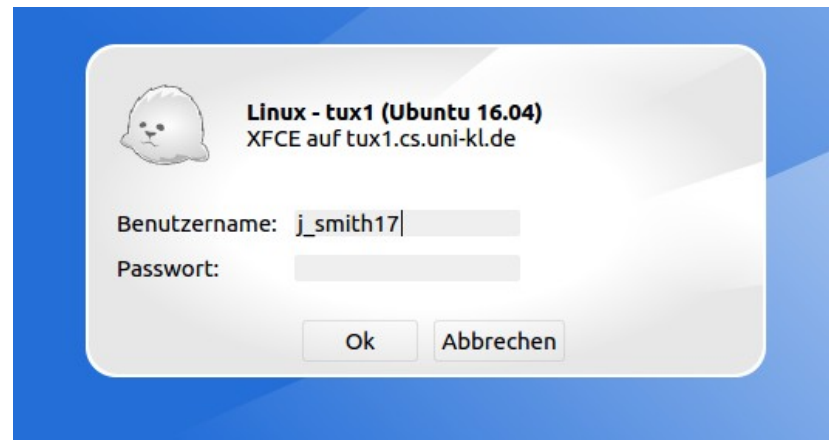 Linux - tux1 (Ubuntu 16.04)
XFCE auf tux1.cs.uni-kl.de
Benutzername: j_smith17
Passwort:
Ok Abbrechen